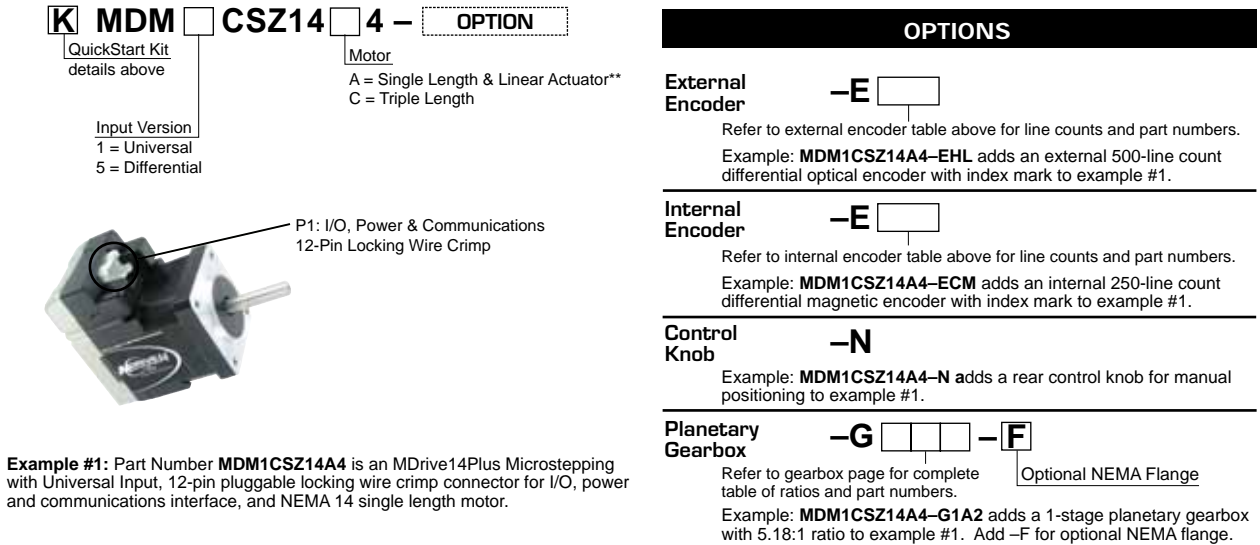 K MDM CSZ14 4 – OPTION
QuickStart Kit
details above
Motor
A = Single Length & Linear Actuator**
C = Triple Length
Input Version
1 = Universal
5 = Differential
P1: I/O, Power & Communications
12-Pin Locking Wire Crimp
Example #1: Part Number MDM1CSZ14A4 is an MDrive14Plus Microstepping
with Universal Input, 12-pin pluggable locking wire crimp connector for I/O, power
and communications interface, and NEMA 14 single length motor.
OPTIONS
External
Encoder
–E
Refer to external encoder table above for line counts and part numbers.
Example: MDM1CSZ14A4–EHL adds an external 500-line count
differential optical encoder with index mark to example #1.
Internal
Encoder
–E
Refer to internal encoder table above for line counts and part numbers.
Example: MDM1CSZ14A4–ECM adds an internal 250-line count
differential magnetic encoder with index mark to example #1.
Control
Knob
–N
Example: MDM1CSZ14A4–N adds a rear control knob for manual
positioning to example #1.
Planetary
Gearbox
–G – F
Refer to gearbox page for complete
table of ratios and part numbers.
Optional NEMA Flange
Example: MDM1CSZ14A4–G1A2 adds a 1-stage planetary gearbox
with 5.18:1 ratio to example #1. Add –F for optional NEMA flange.